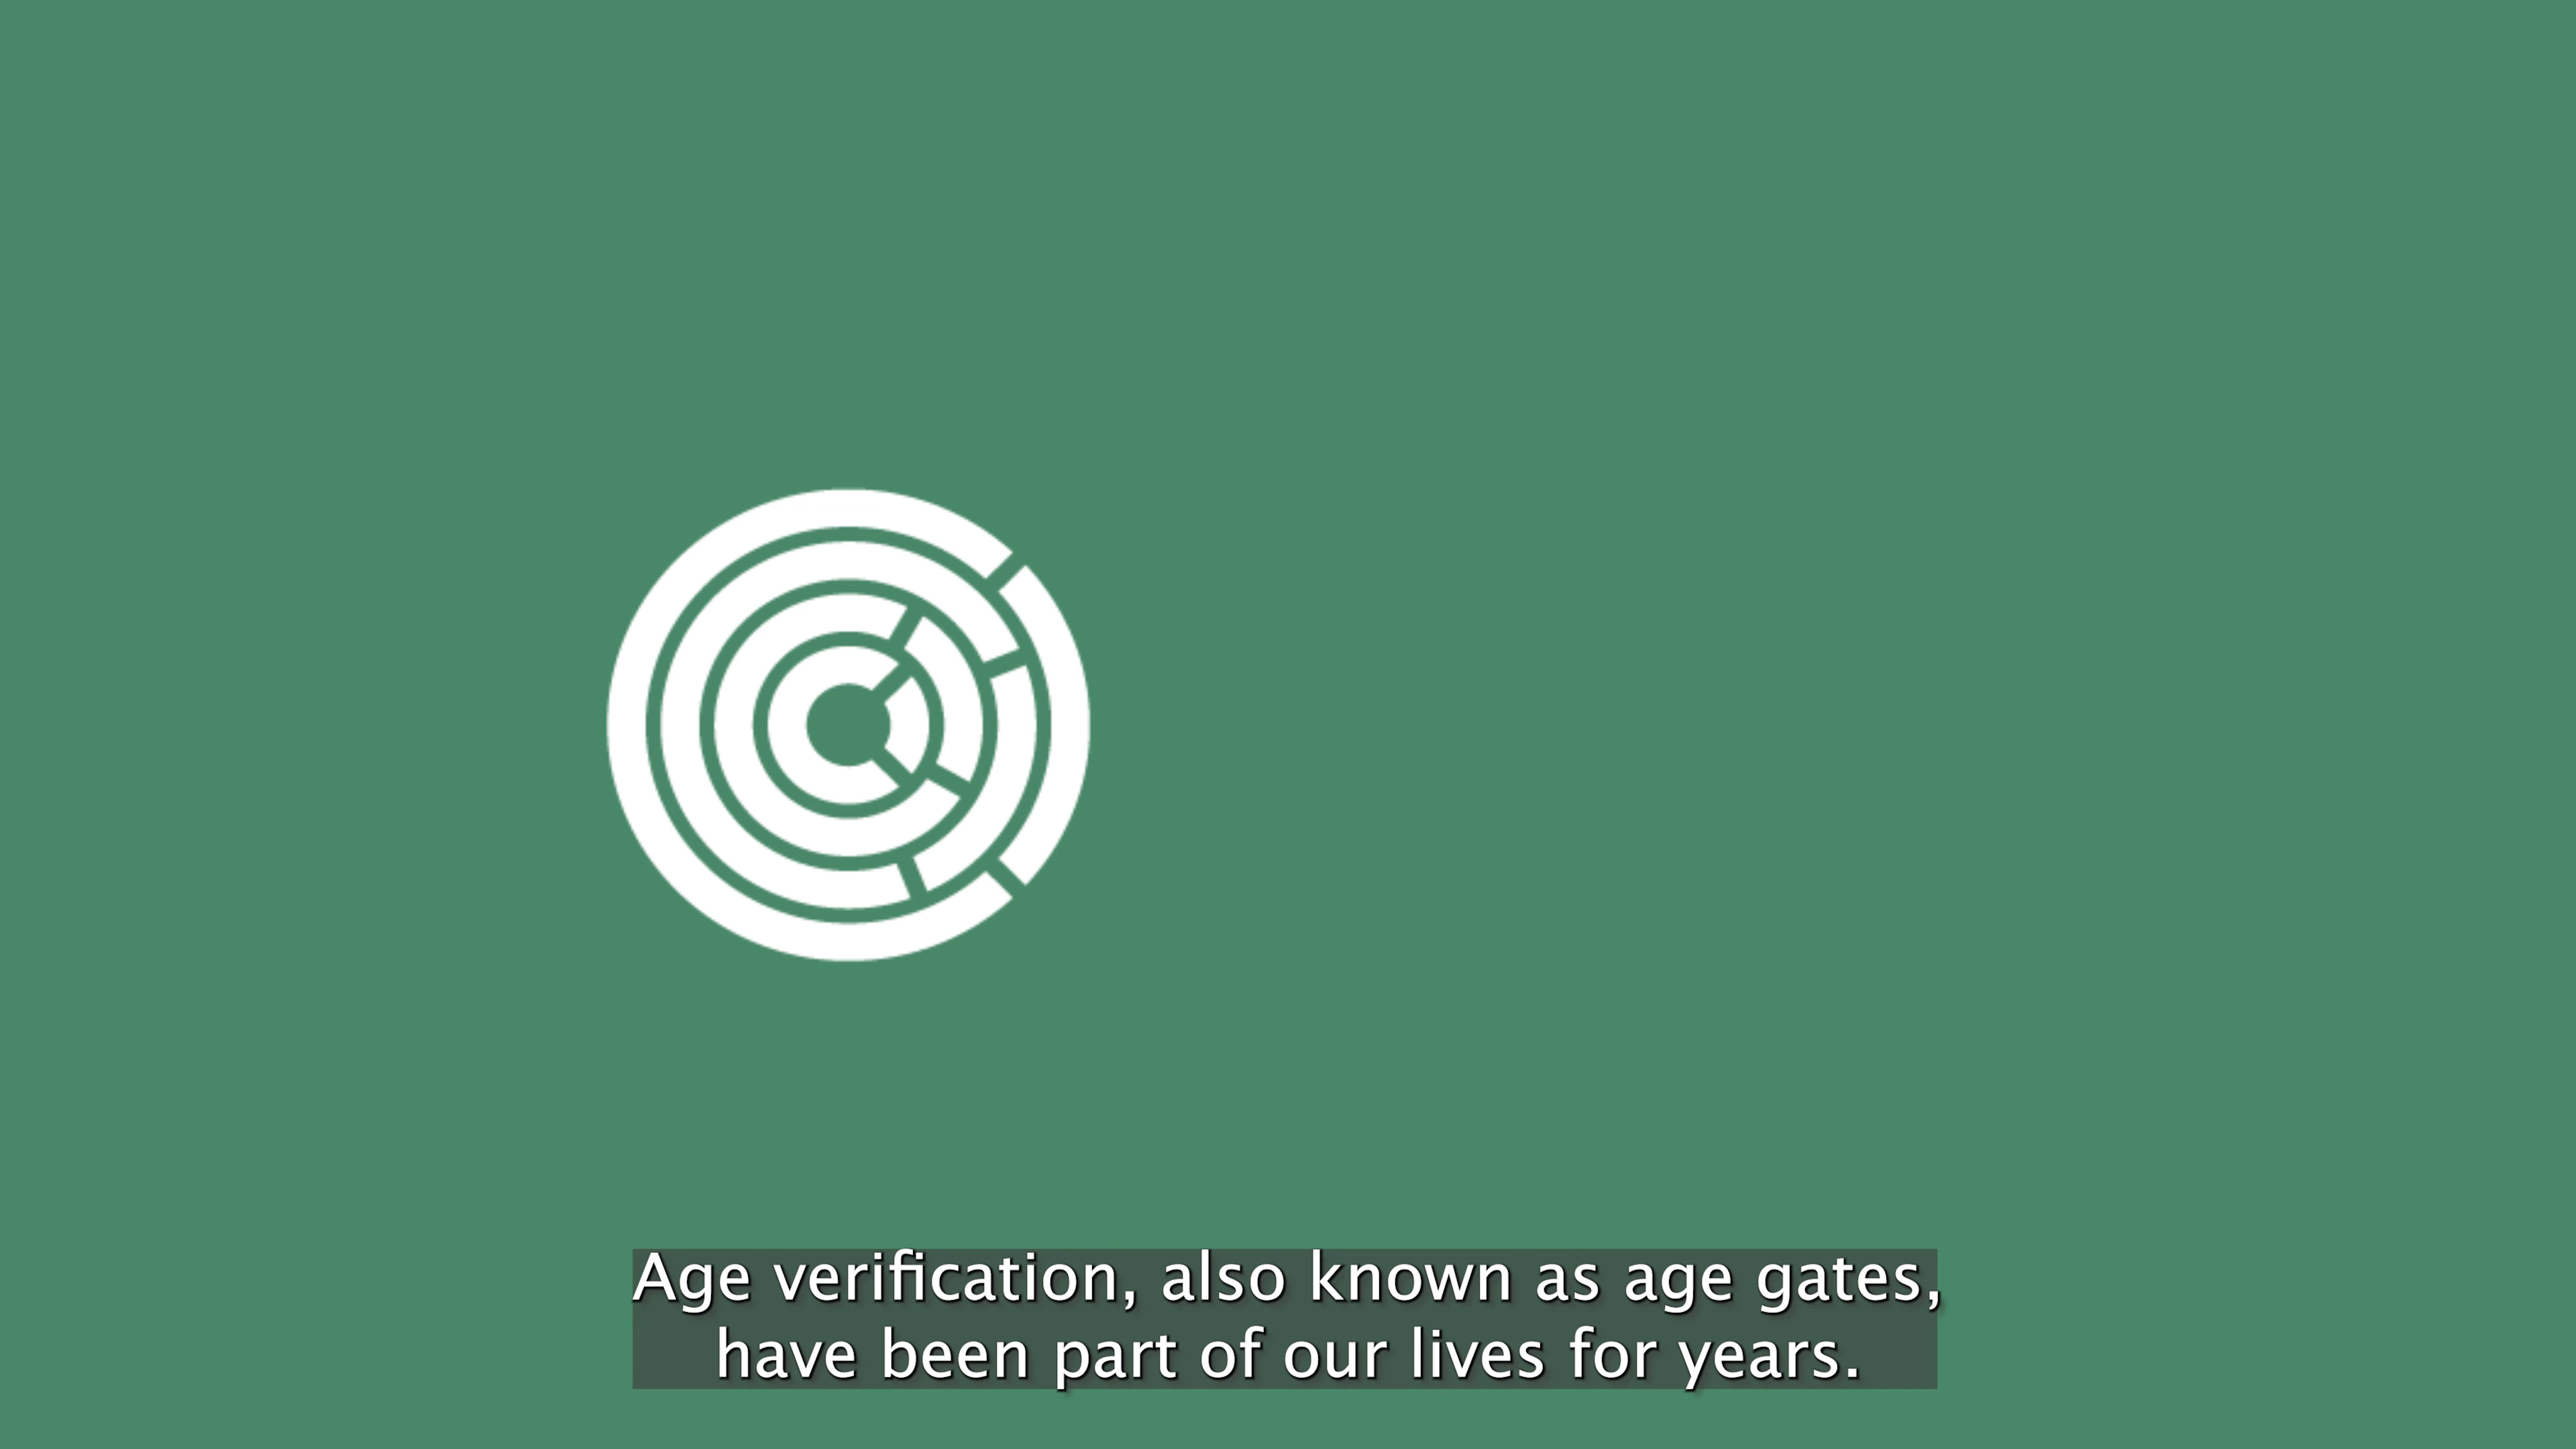 Age verification, also known as age gates,
have been part of our lives for years.